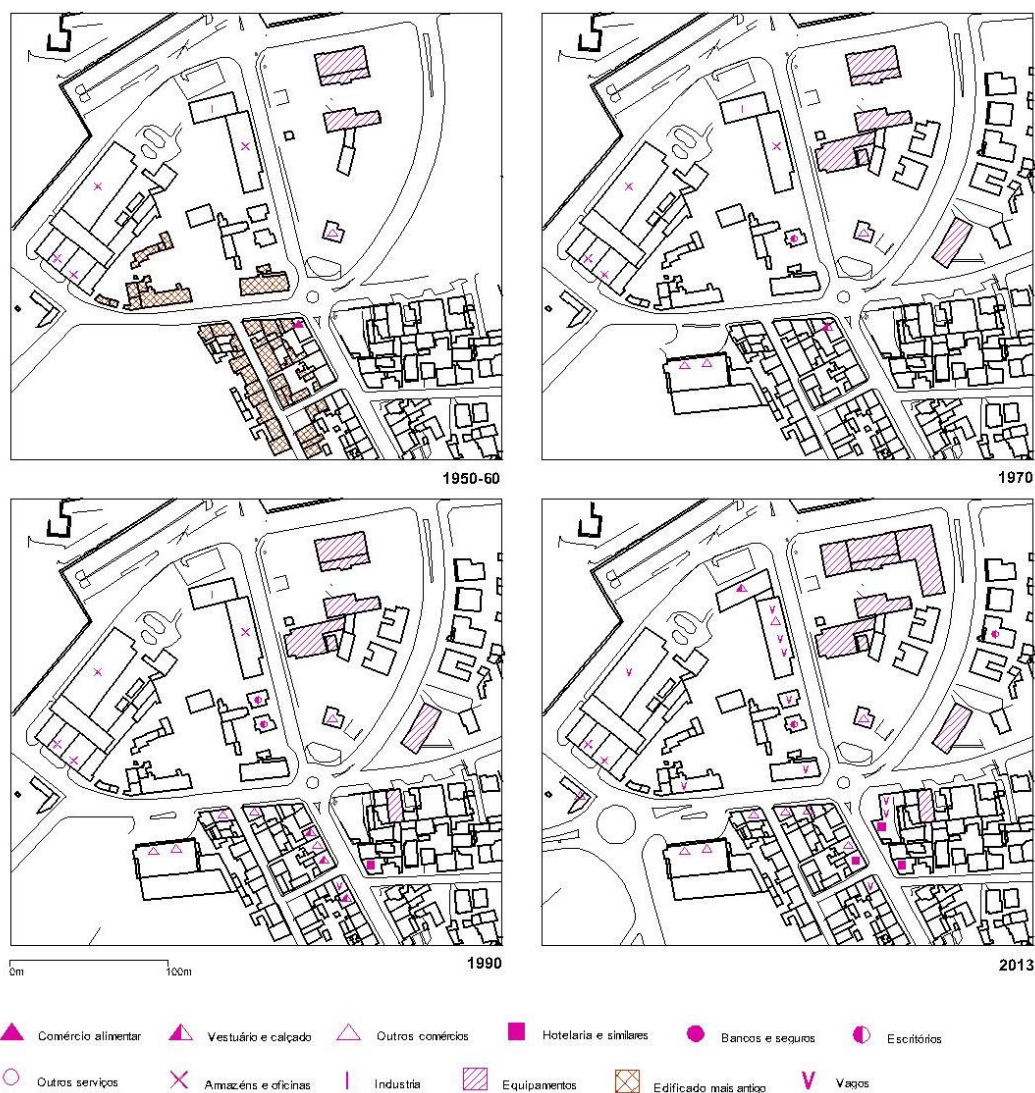 1950-60
1970
1990
2013
0m 100m
Comércio alimentar Vestuário e calçado Outros comércios Hotelaria e similares Bancos e seguros Escritórios
Outros serviços Armazéns e oficinas Industria Equipamentos Edificado mais antigo Vagos